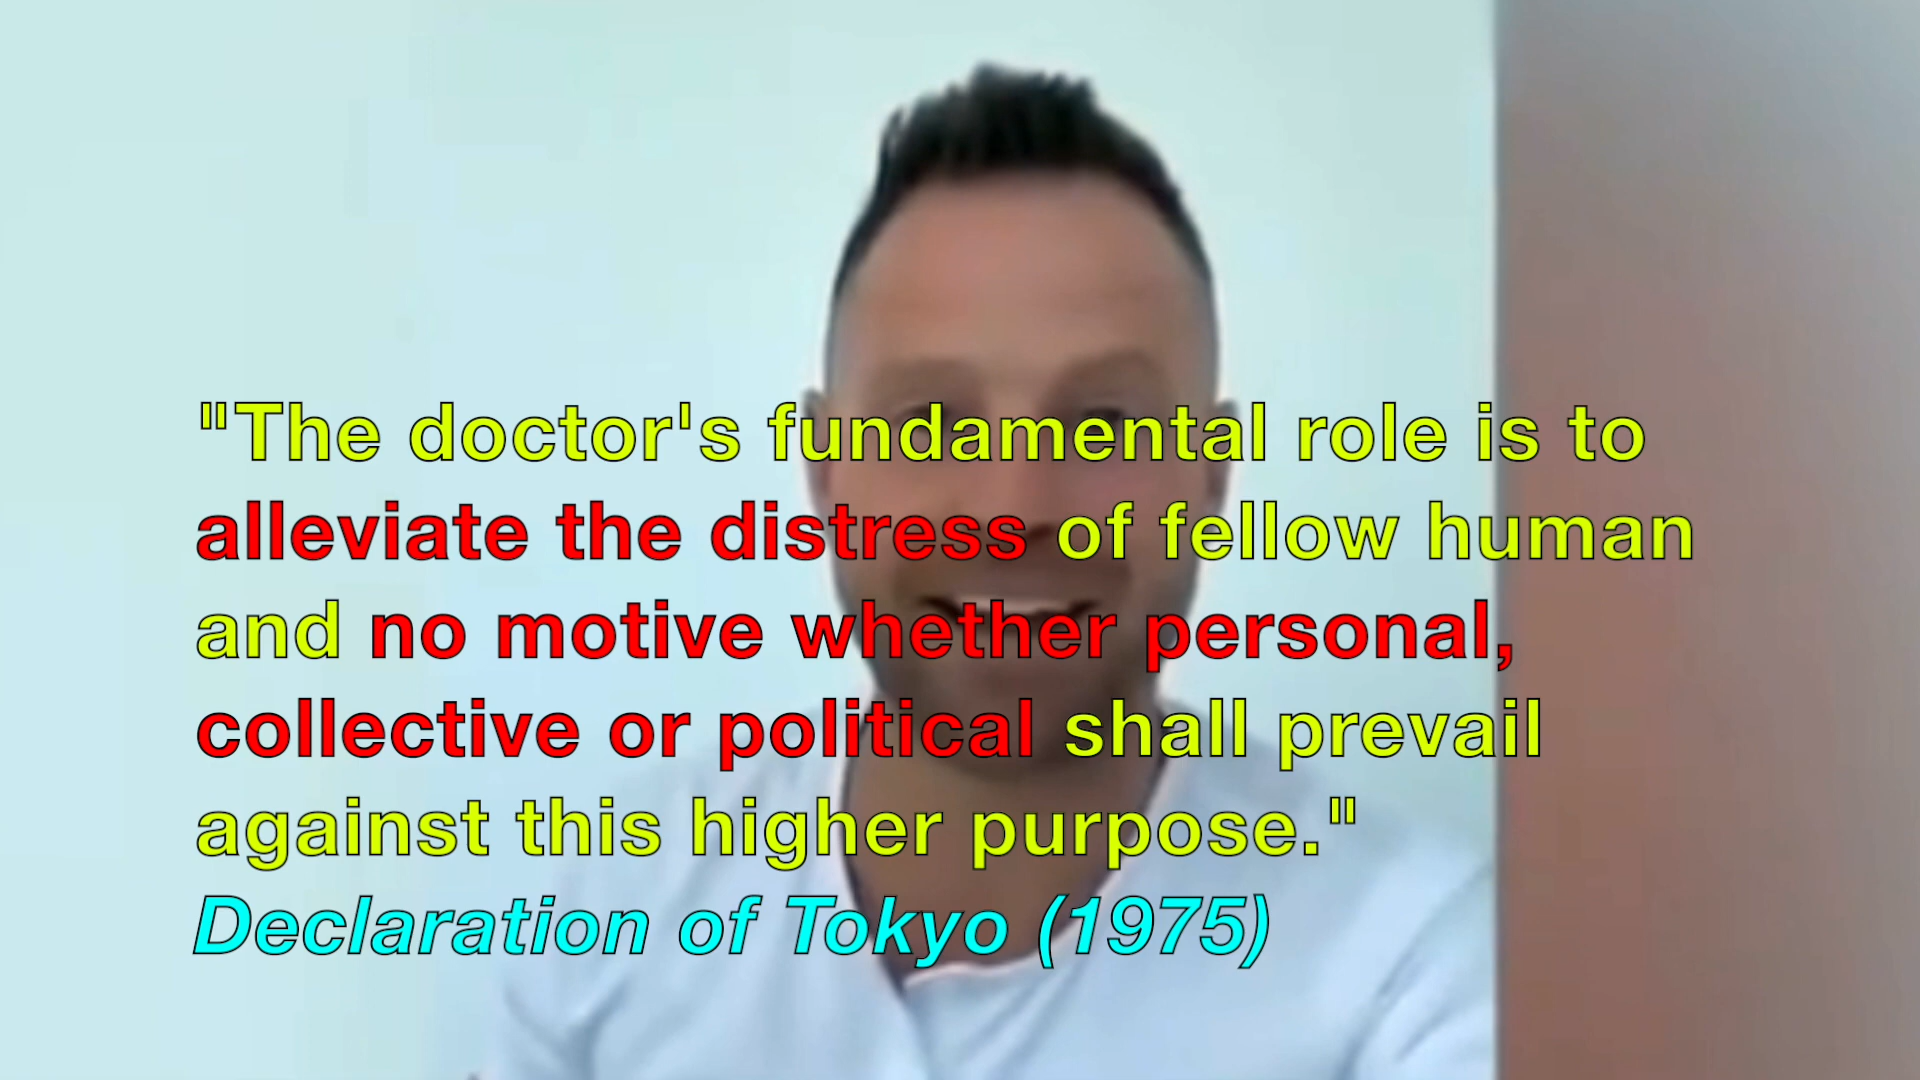 "The doctor's fundamental role is to
alleviate the distress of fellow human
and no motive whether personal,
collective or political shall prevail
against this higher purpose."
Declaration of Tokyo (1975)